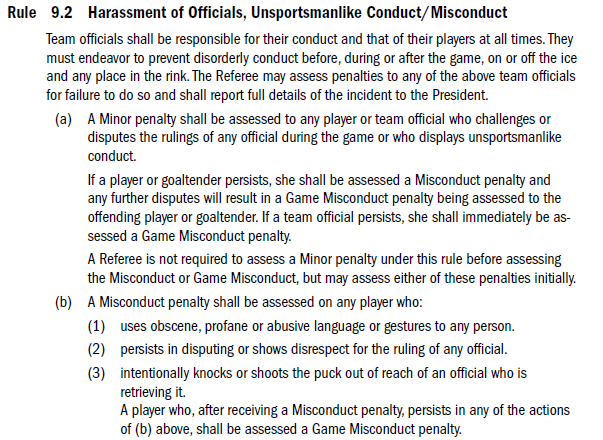 Rule 9.2 Harassment of Officials, Unsportsmanlike Conduct/Misconduct
Team officials shall be responsible for their conduct and that of their players at all times. They
must endeavor to prevent disorderly conduct before, during or after the game, on or off the ice
and any place in the rink. The Referee may assess penalties to any of the above team officials
for failure to do so and shall report full details of the incident to the President.
(a) A Minor penalty shall be assessed to any player or team official who challenges or
disputes the rulings of any official during the game or who displays unsportsmanlike
conduct.
If a player or goaltender persists, she shall be assessed a Misconduct penalty and
any further disputes will result in a Game Misconduct penalty being assessed to the
offending player or goaltender. If a team official persists, she shall immediately be as-
sessed a Game Misconduct penalty.
A Referee is not required to assess a Minor penalty under this rule before assessing
the Misconduct or Game Misconduct, but may assess either of these penalties initially.
(b) A Misconduct penalty shall be assessed on any player who:
(1) uses obscene, profane or abusive language or gestures to any person.
(2) persists in disputing or shows disrespect for the ruling of any official.
(3) intentionally knocks or shoots the puck out of reach of an official who is
retrieving it.
A player who, after receiving a Misconduct penalty, persists in any of the actions
of (b) above, shall be assessed a Game Misconduct penalty.